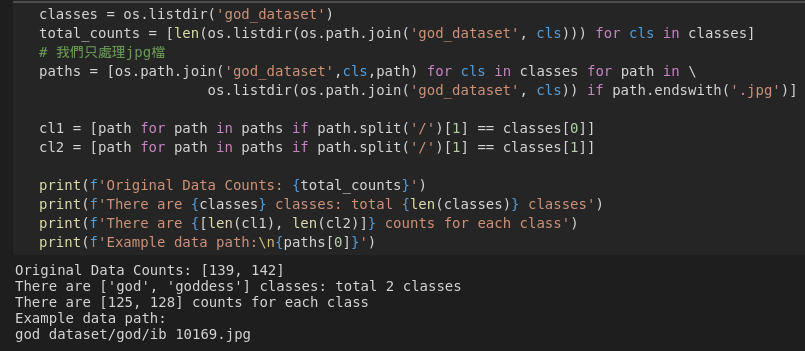 classes = os.listdir('god_dataset')
total_counts = [len(os.listdir(os.path.join('god_dataset', cls))) for cls in classes]
# 我們只處理jpg檔
paths = [os.path.join('god_dataset',cls,path) for cls in classes for path in \
os.listdir(os.path.join('god_dataset', cls)) if path.endswith('.jpg')]
cl1 = [path for path in paths if path.split('/')[1] == classes[0]]
cl2 = [path for path in paths if path.split('/')[1] == classes[1]]
print(f'Original Data Counts: {total_counts}')
print(f'There are {classes} classes: total {len(classes)} classes')
print(f'There are {[len(cl1), len(cl2)]} counts for each class')
print(f'Example data path:\n{paths[0]}')
Original Data Counts: [139, 142]
There are ['god', 'goddess'] classes: total 2 classes
There are [125, 128] counts for each class
Example data path:
god dataset/god/ib 10169.jpg